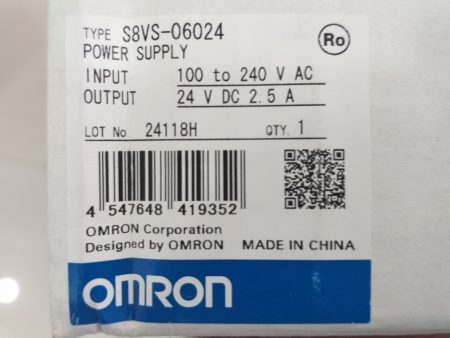 TYPE S8VS-06024
POWER SUPPLY
Ro
INPUT 100 to 240 V AC
OUTPUT 24 V DC 2.5 A
LOT No. 24118H QTY. 1
4 547648 419352
OMRON Corporation
Designed by OMRON MADE IN CHINA
OMRON